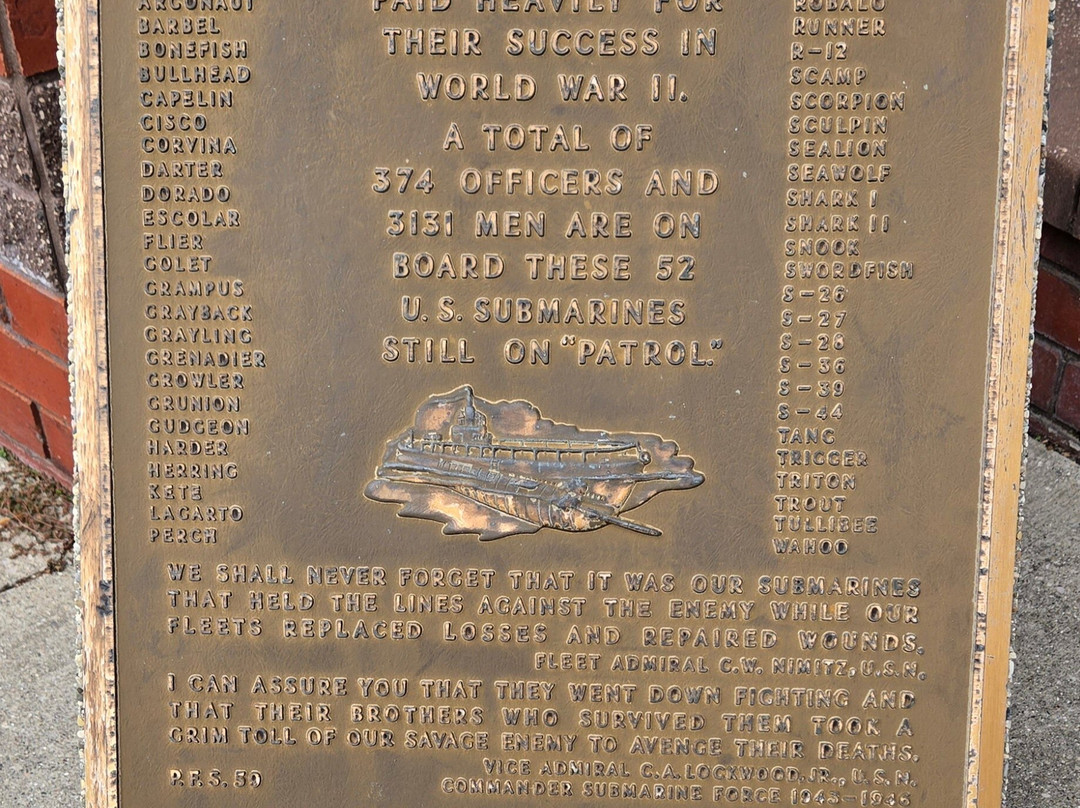 ARGONAUT
BARBEL
BONEFISH
BULLHEAD
CAPELIN
CISCO
CORVINA
DARTER
DORADO
ESCOLAR
FLIER
GOLET
GRAMPUS
GRAYBACK
GRAYLING
GRENADIER
GROWLER
GRUNION
GUDGEON
HARDER
HERRING
KETE
LAGARTO
PERCH
PAID HEAVILY FOR
THEIR SUCCESS IN
WORLD WAR II.
A TOTAL OF
374 OFFICERS AND
3131 MEN ARE ON
BOARD THESE 52
U.S. SUBMARINES
STILL ON "PATROL."
ROBALO
RUNNER
R-12
SCAMP
SCORPION
SCULPIN
SEALION
SEAWOLF
SHARK I
SHARK II
SNOOK
SWORDFISH
S-26
S-27
S-28
S-36
S-39
S-44
TANG
TRIGGER
TRITON
TROUT
TULLIBEE
WAHOO
WE SHALL NEVER FORGET THAT IT WAS OUR SUBMARINES
THAT HELD THE LINES AGAINST THE ENEMY WHILE OUR
FLEETS REPLACED LOSSES AND REPAIRED WOUNDS.
FLEET ADMIRAL C.W. NIMITZ, U.S.N.
I CAN ASSURE YOU THAT THEY WENT DOWN FIGHTING AND
THAT THEIR BROTHERS WHO SURVIVED THEM TOOK A
GRIM TOLL OF OUR SAVAGE ENEMY TO AVENGE THEIR DEATHS.
VICE ADMIRAL C.A. LOCKWOOD, JR., U.S.N.
P.F.S. 59
COMMANDER SUBMARINE FORCE 1943-1945